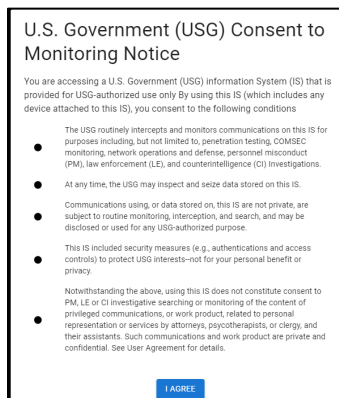 U.S. Government (USG) Consent to
Monitoring Notice
You are accessing a U.S. Government (USG) information System (IS) that is
provided for USG-authorized use only By using this IS (which includes any
device attached to this IS), you consent to the following conditions
The USG routinely intercepts and monitors communications on this IS for
purposes including, but not limited to, penetration testing, COMSEC
monitoring, network operations and defense, personnel misconduct
(PM), law enforcement (LE), and counterintelligence (CI) Investigations.
At any time, the USG may inspect and seize data stored on this IS.
Communications using, or data stored on, this IS are not private, are
subject to routine monitoring, interception, and search, and may be
disclosed or used for any USG-authorized purpose.
This IS included security measures (e.g., authentications and access
controls) to protect USG interests--not for your personal benefit or
privacy.
Notwithstanding the above, using this IS does not constitute consent to
PM, LE or CI investigative searching or monitoring of the content of
privileged communications, or work product, related to personal
representation or services by attorneys, psychotherapists, or clergy, and
their assistants. Such communications and work product are private and
confidential. See User Agreement for details.
I AGREE